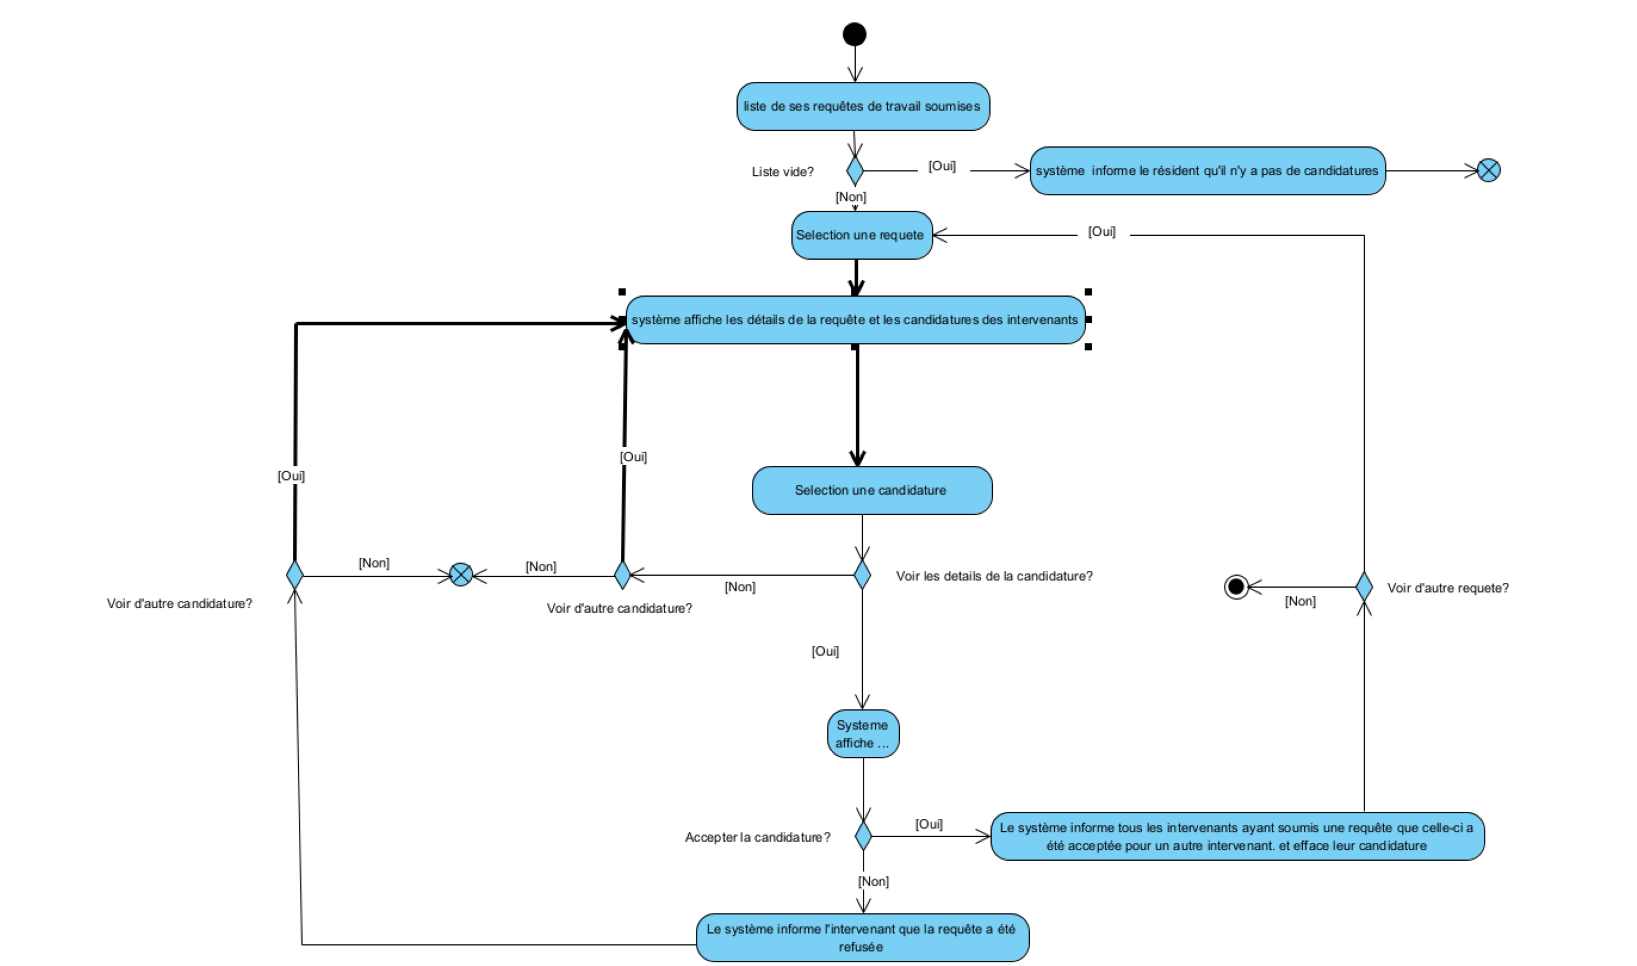 liste de ses requêtes de travail soumises
Liste vide?
[Oui]
système  informe le résident qu'il n'y a pas de candidatures
[Non]
Selection une requete
[Oui]
système affiche les détails de la requête et les candidatures des intervenants
[Oui]
[Oui]
Selection une candidature
[Non]
[Non]
[Non]
Voir les details de la candidature?
Voir d'autre candidature?
Voir d'autre candidature?
[Non]
Voir d'autre requete?
[Oui]
Systeme
affiche ...
Accepter la candidature?
[Oui]
Le système informe tous les intervenants ayant soumis une requête que celle-ci a
été acceptée pour un autre intervenant. et efface leur candidature
[Non]
Le système informe l'intervenant que la requête a été
refusée